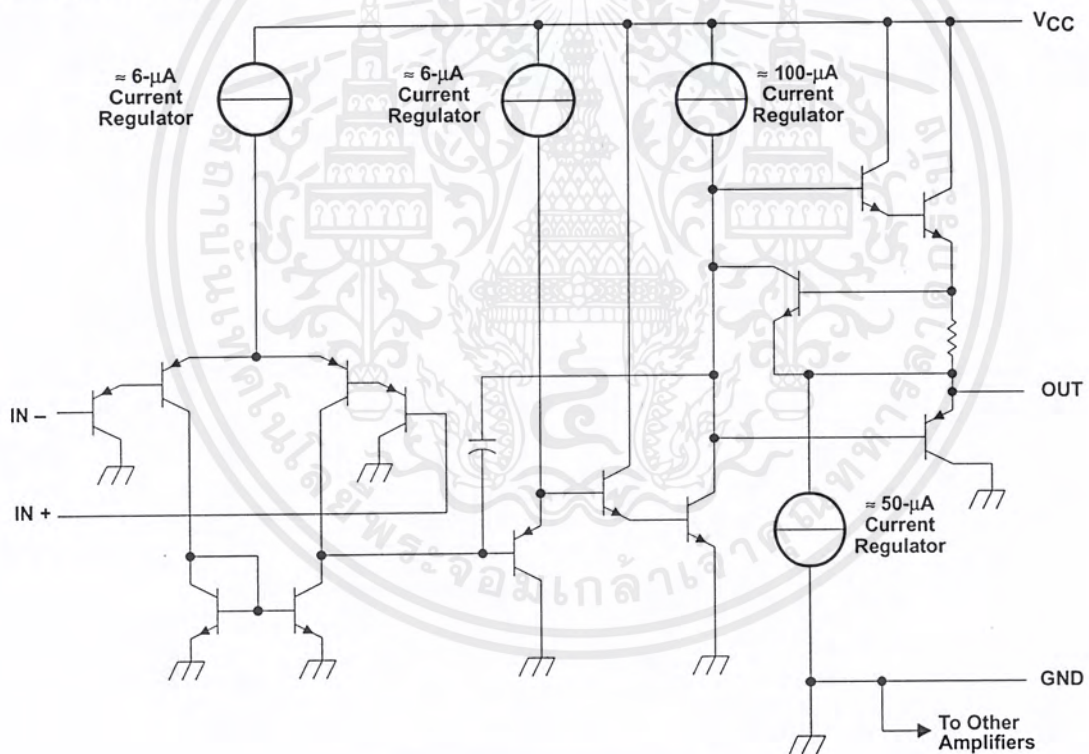 VCC
≈ 6-µA
Current
Regulator
≈ 6-µA
Current
Regulator
≈ 100-µA
Current
Regulator
IN –
OUT
IN +
≈ 50-µA
Current
Regulator
GND
To Other
Amplifiers